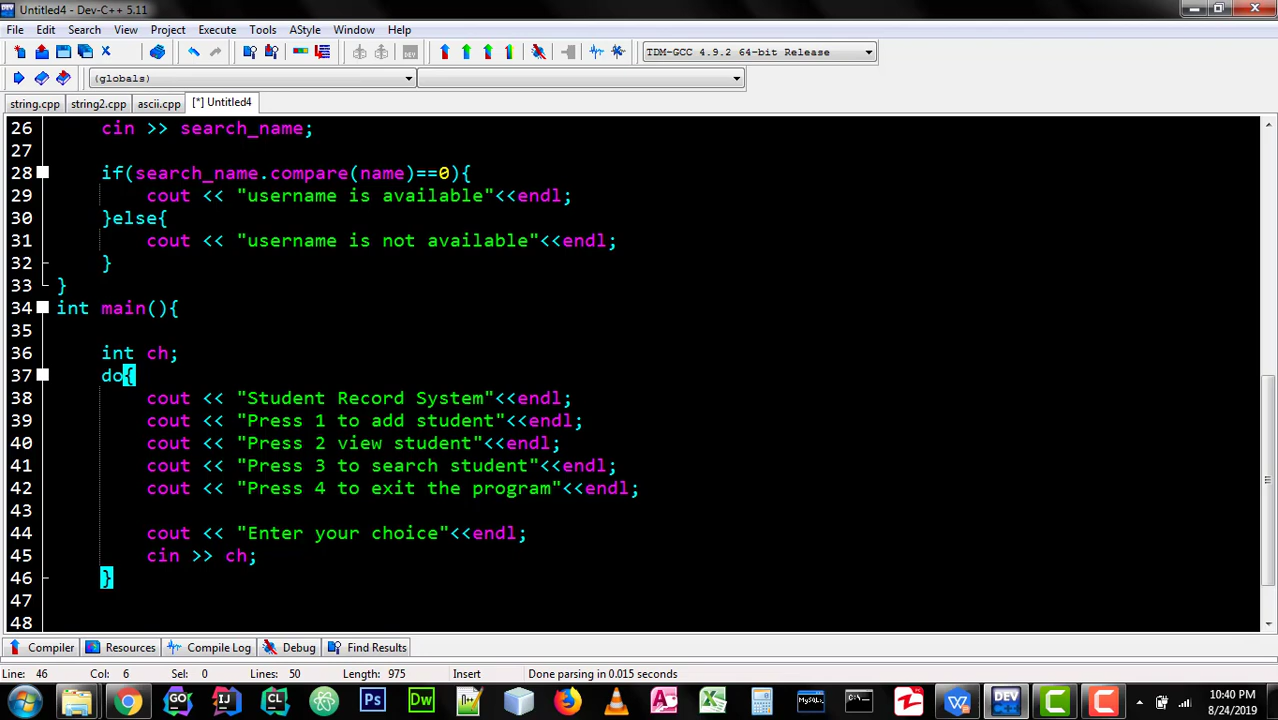 Untitled4 - Dev-C++ 5.11
File Edit Search View Project Execute Tools AStyle Window Help
TDM-GCC 4.9.2 64-bit Release
(globals)
string.cpp string2.cpp ascii.cpp [*] Untitled4
26 cin >> search_name;
27
28 if(search_name.compare(name)==0){
29 cout << "username is available"<<endl;
30 }else{
31 cout << "username is not available"<<endl;
32 }
33 }
34 int main(){
35
36 int ch;
37 do{
38 cout << "Student Record System"<<endl;
39 cout << "Press 1 to add student"<<endl;
40 cout << "Press 2 view student"<<endl;
41 cout << "Press 3 to search student"<<endl;
42 cout << "Press 4 to exit the program"<<endl;
43
44 cout << "Enter your choice"<<endl;
45 cin >> ch;
46 }
47
48
Compiler Resources Compile Log Debug Find Results
Line: 46 Col: 6 Sel: 0 Lines: 50 Length: 975 Insert Done parsing in 0.015 seconds
GO IJ CL Ps Dw MySQL DEV
10:40 PM
8/24/2019